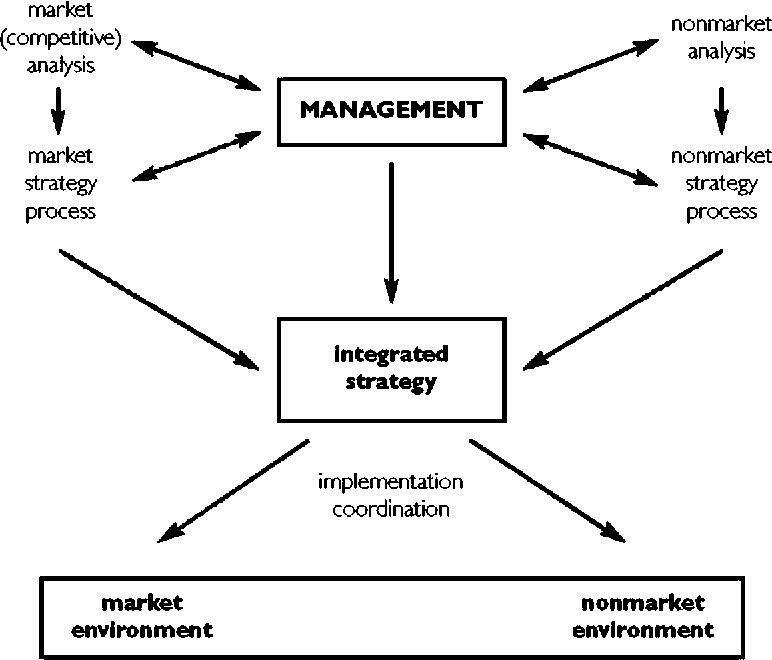 market
(competitive)
analysis
nonmarket
analysis
MANAGEMENT
market
strategy
process
nonmarket
strategy
process
integrated
strategy
implementation
coordination
market
environment
nonmarket
environment